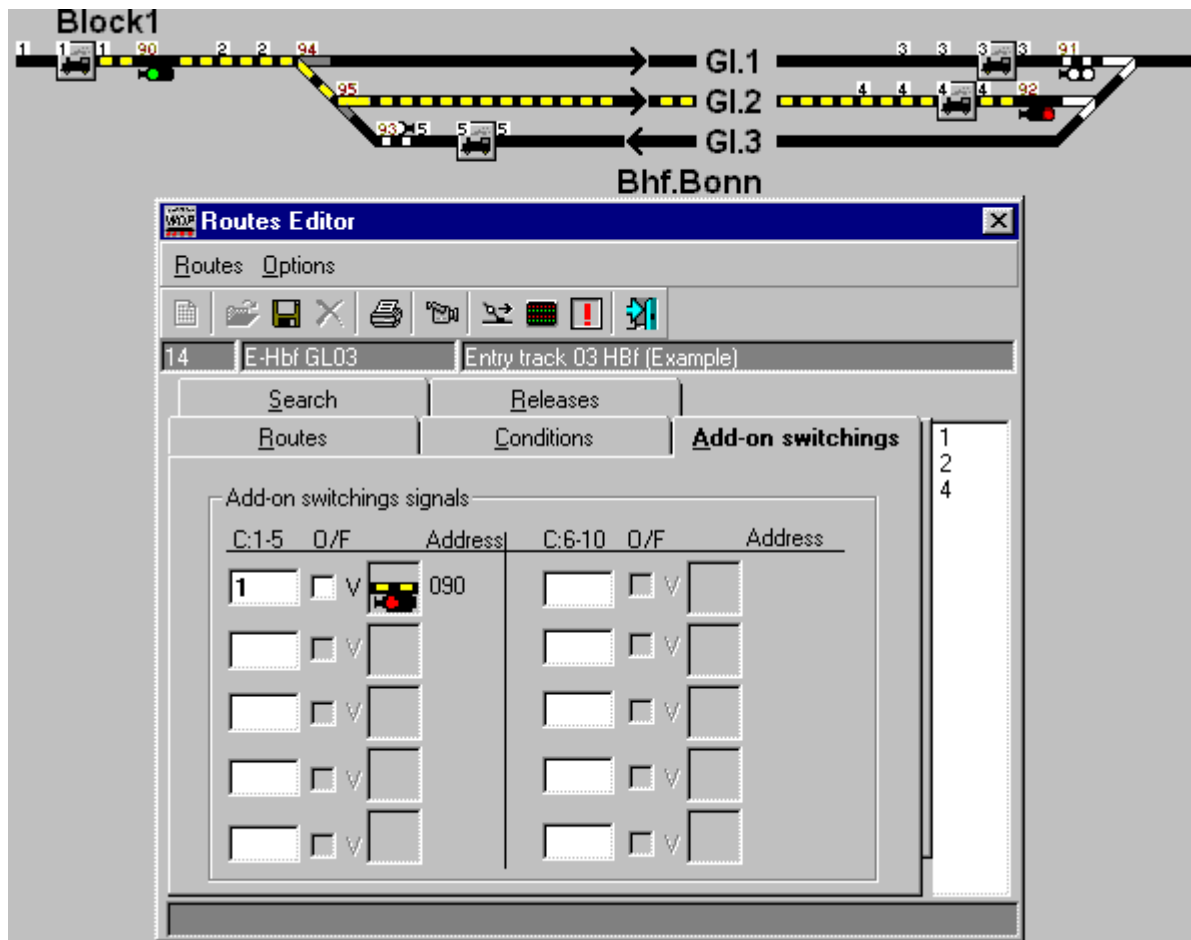 Block1
1 1 1 90 2 2 94 Gl.1 3 3 3 3 91
95 Gl.2 4 4 4 4 92
93 5 5 5 Gl.3
Bhf.Bonn
Routes Editor
Routes Options
14 E-Hbf GL03 Entry track 03 HBf (Example)
Search Releases
Routes Conditions Add-on switchings
1
2
4
Add-on switchings signals
C:1-5 O/F Address C:6-10 O/F Address
1 V 090 V
V V
V V
V V
V V